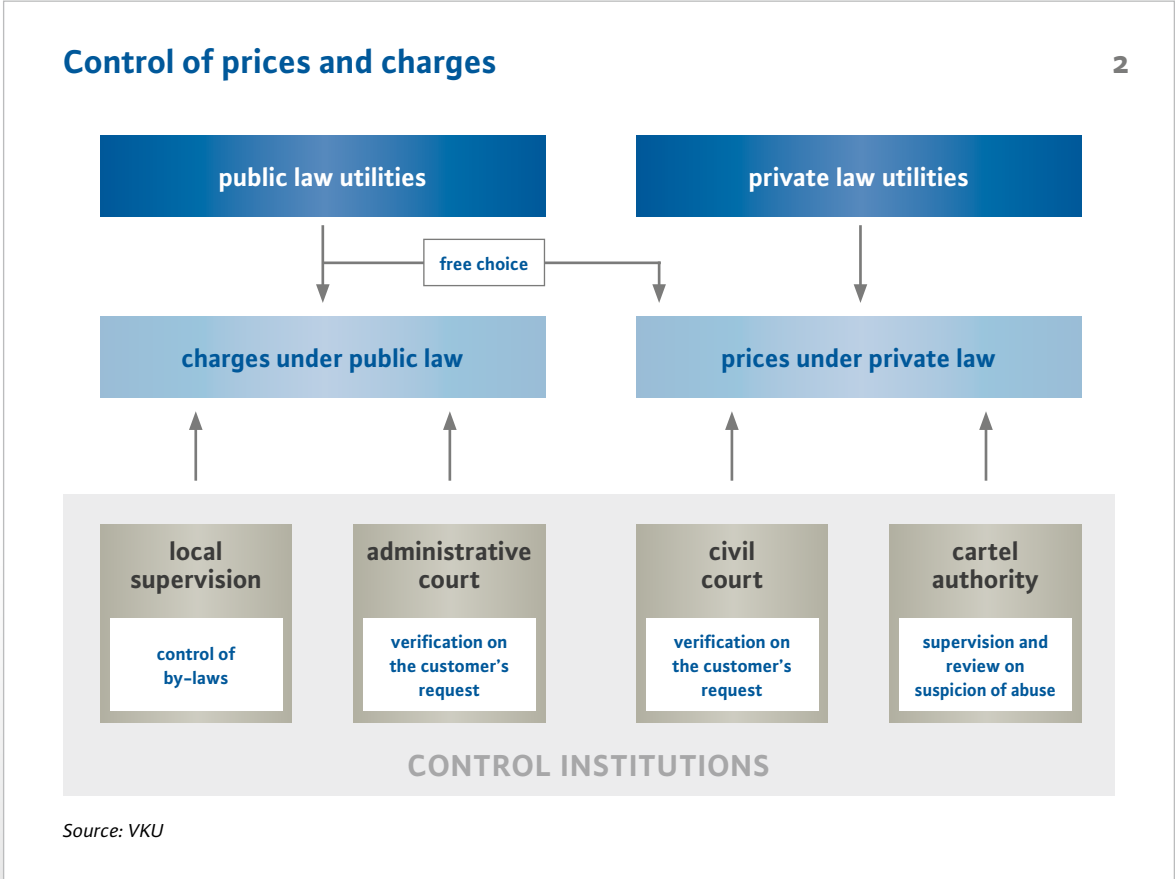 Control of prices and charges
2
public law utilities
private law utilities
free choice
charges under public law
prices under private law
local
supervision
control of
by-laws
administrative
court
verification on
the customer's
request
civil
court
verification on
the customer's
request
cartel
authority
supervision and
review on
suspicion of abuse
CONTROL INSTITUTIONS
Source: VKU